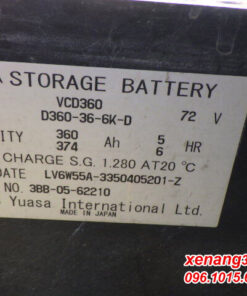 A STORAGE BATTERY
VCD360
D360-36-6K-D 72 V
ITY 360 Ah 5 HR
374 6
CHARGE S.G. 1.280 AT20 °C
DATE LV6W55A-3350405201-Z
NO. 3BB-05-62210
Yuasa International Ltd.
MADE IN JAPAN
xenang3
096.1015.0